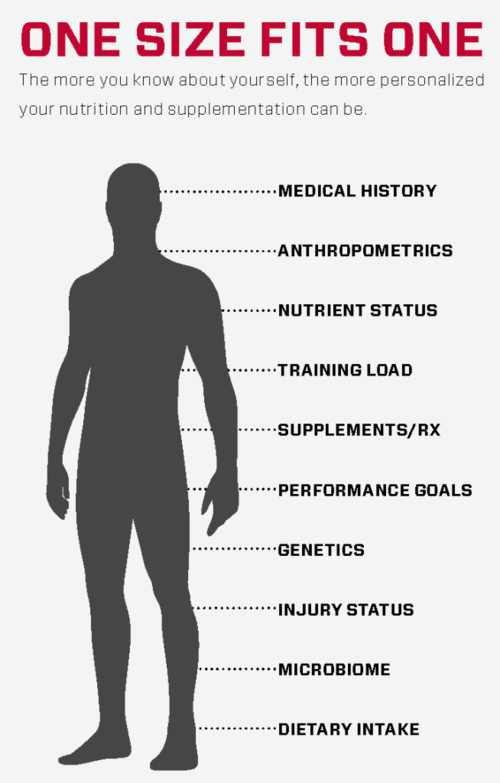 ONE SIZE FITS ONE
The more you know about yourself, the more personalized
your nutrition and supplementation can be.
MEDICAL HISTORY
ANTHROPOMETRICS
NUTRIENT STATUS
TRAINING LOAD
SUPPLEMENTS/RX
PERFORMANCE GOALS
GENETICS
INJURY STATUS
MICROBIOME
DIETARY INTAKE